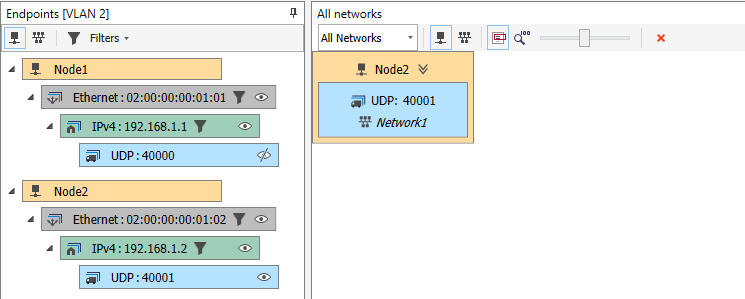 Endpoints [VLAN 2]
Filters
Node1
Ethernet : 02:00:00:00:01:01
IPv4 : 192.168.1.1
UDP : 40000
Node2
Ethernet : 02:00:00:00:01:02
IPv4 : 192.168.1.2
UDP : 40001
All networks
All Networks
100
Node2
UDP: 40001
Network1